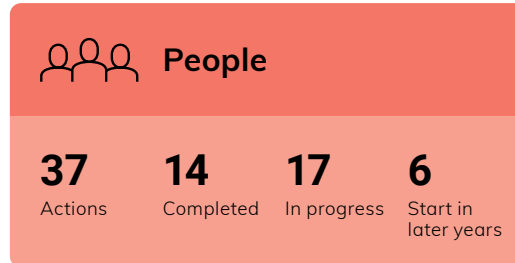 People
37 14 17 6
Actions Completed In progress Start in
later years